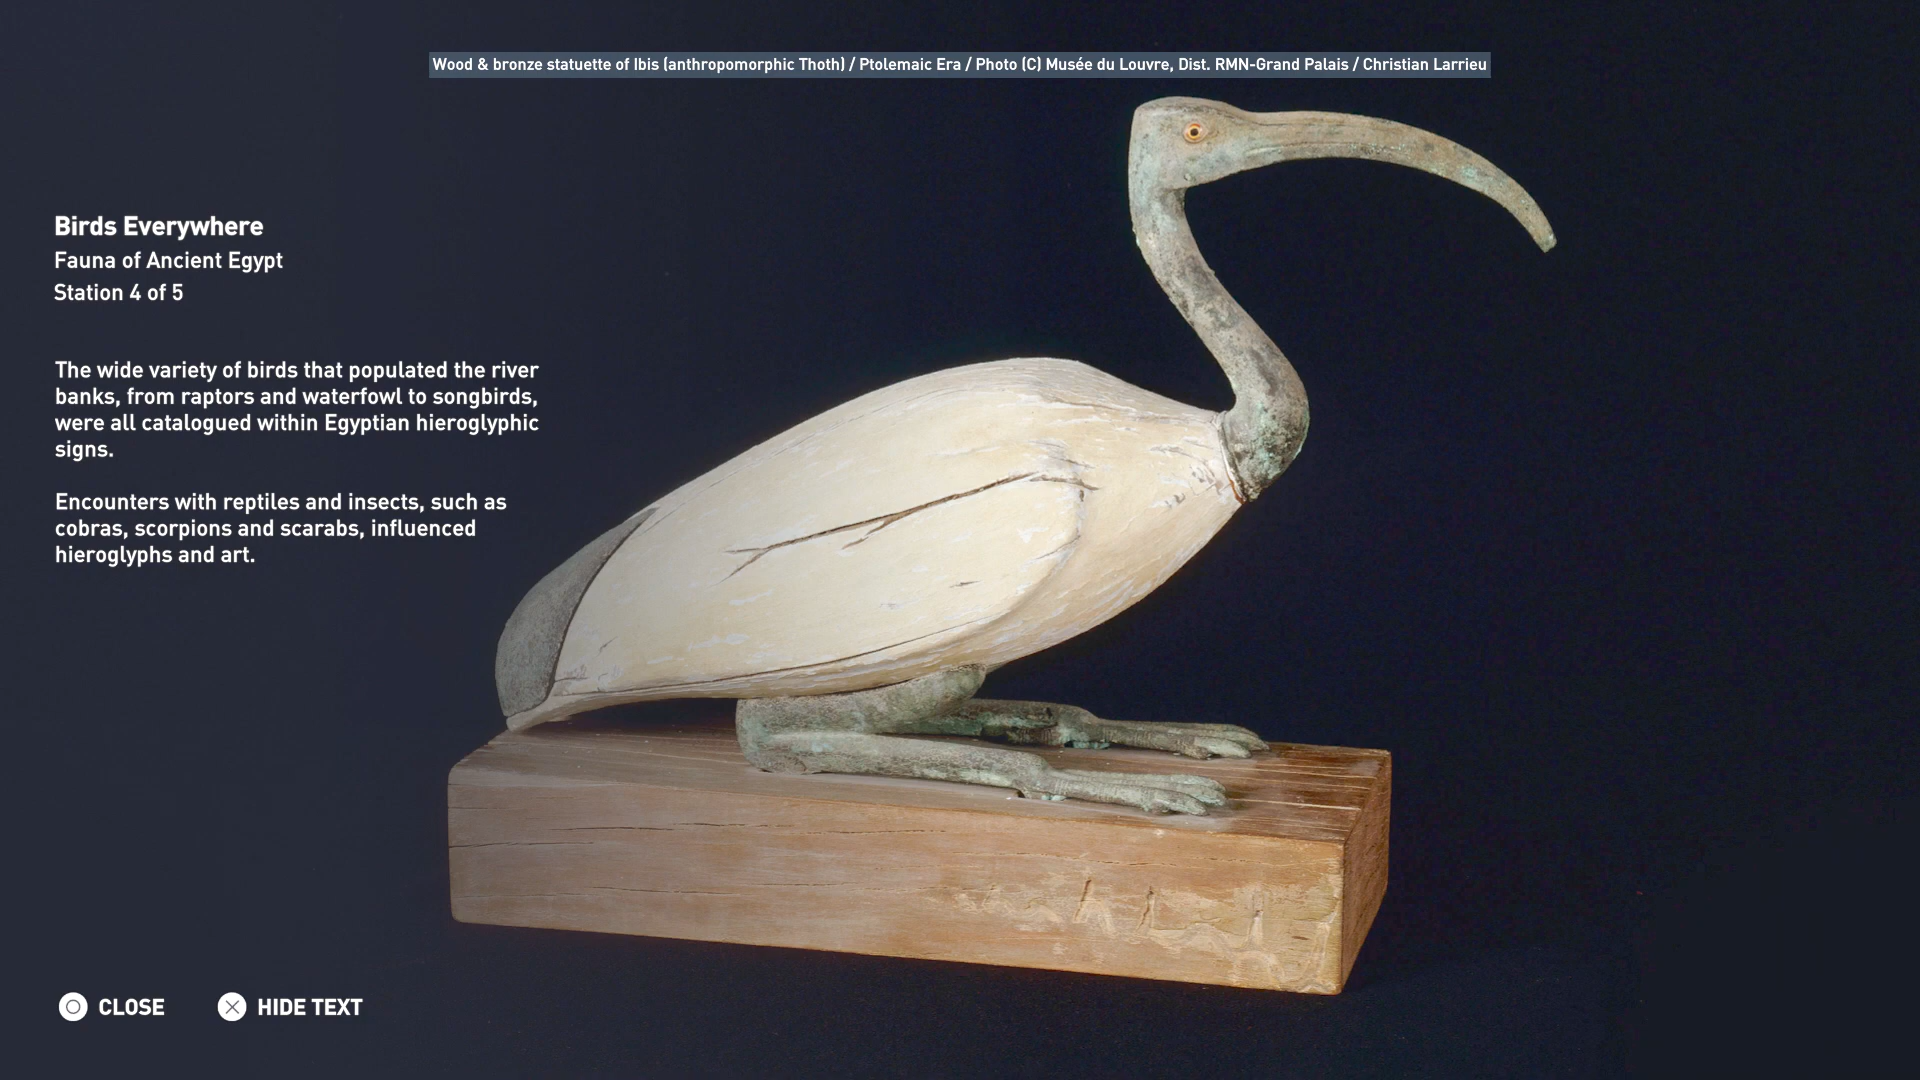 Wood & bronze statuette of Ibis (anthropomorphic Thoth) / Ptolemaic Era / Photo (C) Musée du Louvre, Dist. RMN-Grand Palais / Christian Larrieu
Birds Everywhere
Fauna of Ancient Egypt
Station 4 of 5
The wide variety of birds that populated the river
banks, from raptors and waterfowl to songbirds,
were all catalogued within Egyptian hieroglyphic
signs.
Encounters with reptiles and insects, such as
cobras, scorpions and scarabs, influenced
hieroglyphs and art.
CLOSE
HIDE TEXT